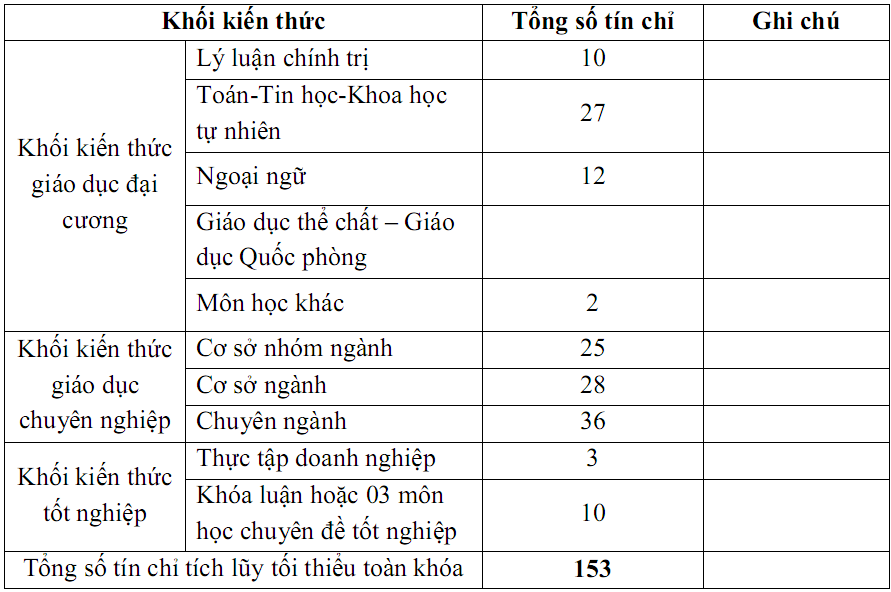 Khối kiến thức Tổng số tín chỉ Ghi chú
Khối kiến thức
giáo dục đại
cương
Lý luận chính trị 10
Toán-Tin học-Khoa học
tự nhiên
27
Ngoại ngữ 12
Giáo dục thể chất – Giáo
dục Quốc phòng
Môn học khác 2
Khối kiến thức
giáo dục
chuyên nghiệp
Cơ sở nhóm ngành 25
Cơ sở ngành 28
Chuyên ngành 36
Khối kiến thức
tốt nghiệp
Thực tập doanh nghiệp 3
Khóa luận hoặc 03 môn
học chuyên đề tốt nghiệp
10
Tổng số tín chỉ tích lũy tối thiểu toàn khóa 153